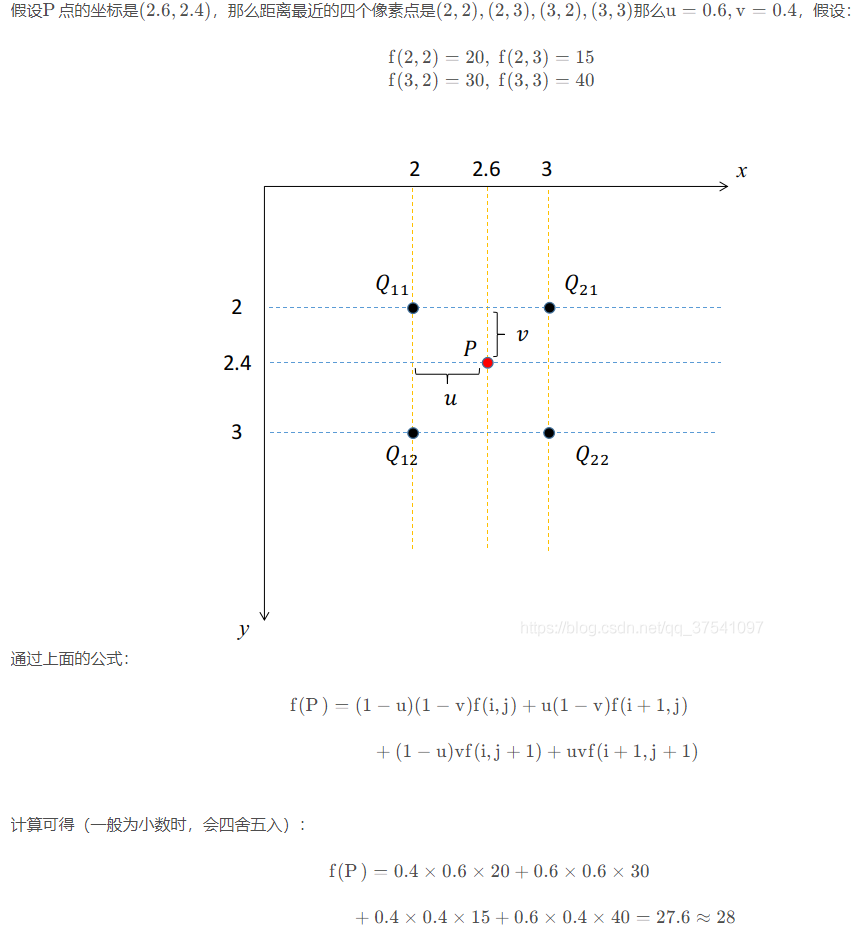 假设P 点的坐标是(2.6, 2.4)，那么距离最近的四个像素点是(2, 2), (2, 3), (3, 2), (3, 3)那么u = 0.6, v = 0.4，假设：
f(2, 2) = 20, f(2, 3) = 15
f(3, 2) = 30, f(3, 3) = 40
2 2.6 3 x
Q₁₁ Q₂₁
2
v
P
2.4
u
3
Q₁₂ Q₂₂
https://blog.csdn.net/qq_37541097
y
通过上面的公式：
f(P) = (1 − u)(1 − v)f(i, j) + u(1 − v)f(i + 1, j)
+ (1 − u)vf(i, j + 1) + uvf(i + 1, j + 1)
计算可得（一般为小数时，会四舍五入）：
f(P) = 0.4 × 0.6 × 20 + 0.6 × 0.6 × 30
+ 0.4 × 0.4 × 15 + 0.6 × 0.4 × 40 = 27.6 ≈ 28